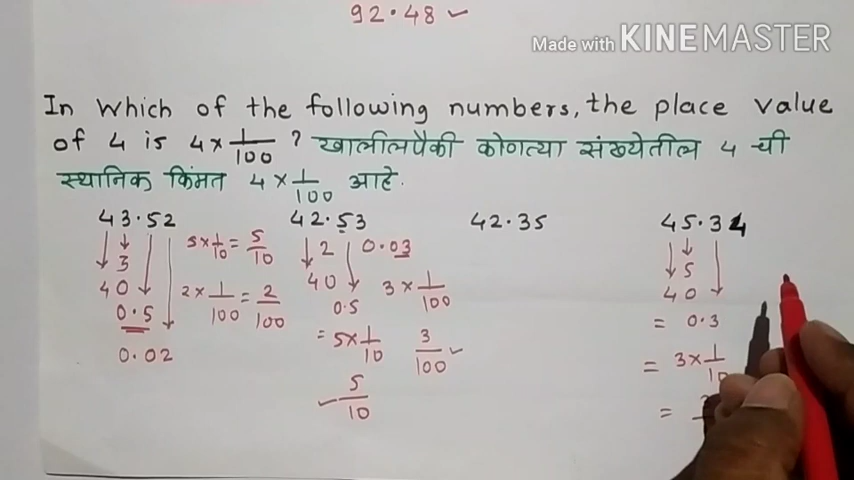 92.48 ✓
Made with KINEMASTER
In which of the following numbers, the place value
of 4 is 4 × 1/100 ? खालीलपैकी कोणत्या संख्येतील 4 ची
स्थानिक किंमत 4 × 1/100 आहे.
43.52 42.53 42.35 45.34
3 5 × 1/10 = 5/10 2 0.03 5
40 2 × 1/100 = 2/100 40 3 × 1/100 40
0.5 0.5 = 0.3
0.02 = 5 × 1/10 3/100 ✓ = 3 × 1/10
✓ 5/10 =